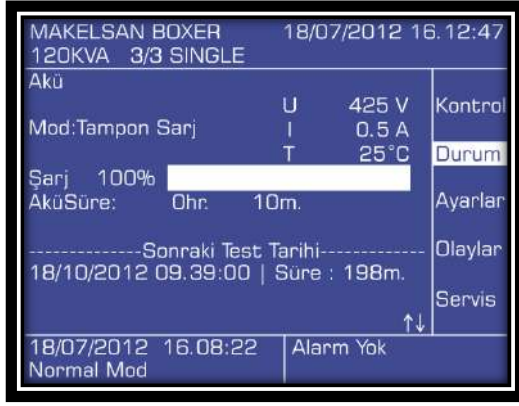 MAKELSAN BOXER 18/07/2012 16.12:47
120KVA 3/3 SINGLE
Akü
U 425 V
Mod:Tampon Sarj I 0.5 A
T 25°C
Şarj 100%
AküSüre: 0hr. 10m.
-------------Sonraki Test Tarihi------------
18/10/2012 09.39:00 | Süre : 198m.
↑↓
Kontrol
Durum
Ayarlar
Olaylar
Servis
18/07/2012 16.08:22 Alarm Yok
Normal Mod